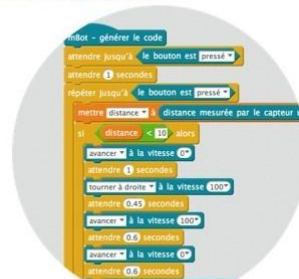 mBot - générer le code
attendre jusqu'à le bouton est pressé
attendre 1 secondes
répéter jusqu'à le bouton est pressé
mettre distance à distance mesurée par le capteur
si distance < 10 alors
avancer à la vitesse 0
attendre 1 secondes
tourner à droite à la vitesse 100
attendre 0.45 secondes
avancer à la vitesse 100
attendre 0.6 secondes
avancer à la vitesse 0
attendre 0.6 secondes